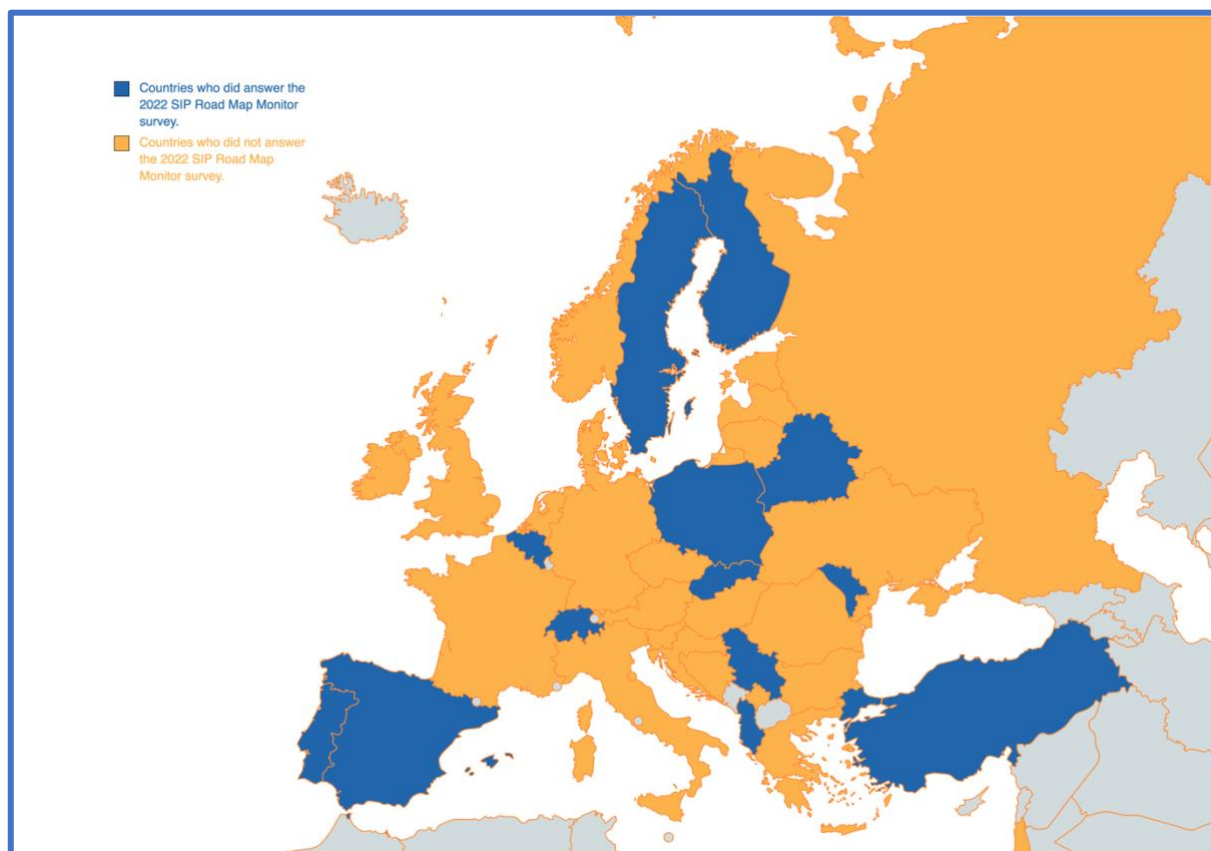 Countries who did answer the
2022 SIP Road Map Monitor
survey.
Countries who did not answer
the 2022 SIP Road Map
Monitor survey.